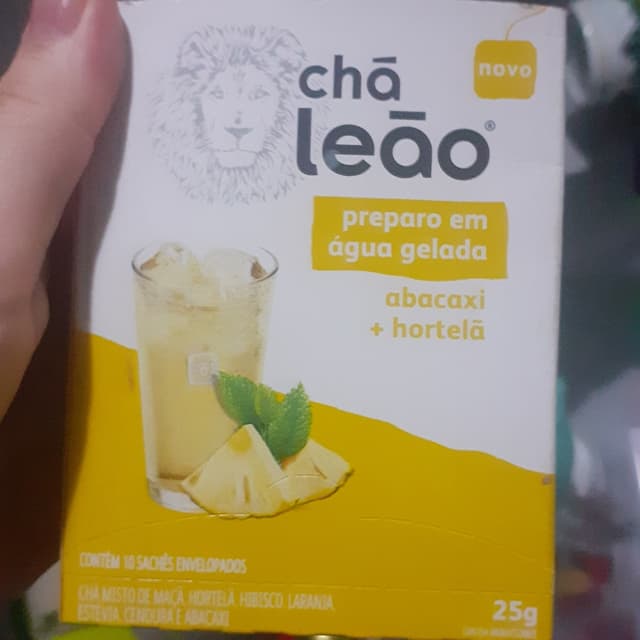 novo
chá
leão®
preparo em
água gelada
abacaxi
+ hortelã
CONTÉM 10 SACHÊS ENVELOPADOS
CHÁ MISTO DE MAÇÃ, HORTELÃ, HIBISCO, LARANJA,
ESTÉVIA, CENOURA E ABACAXI
25g